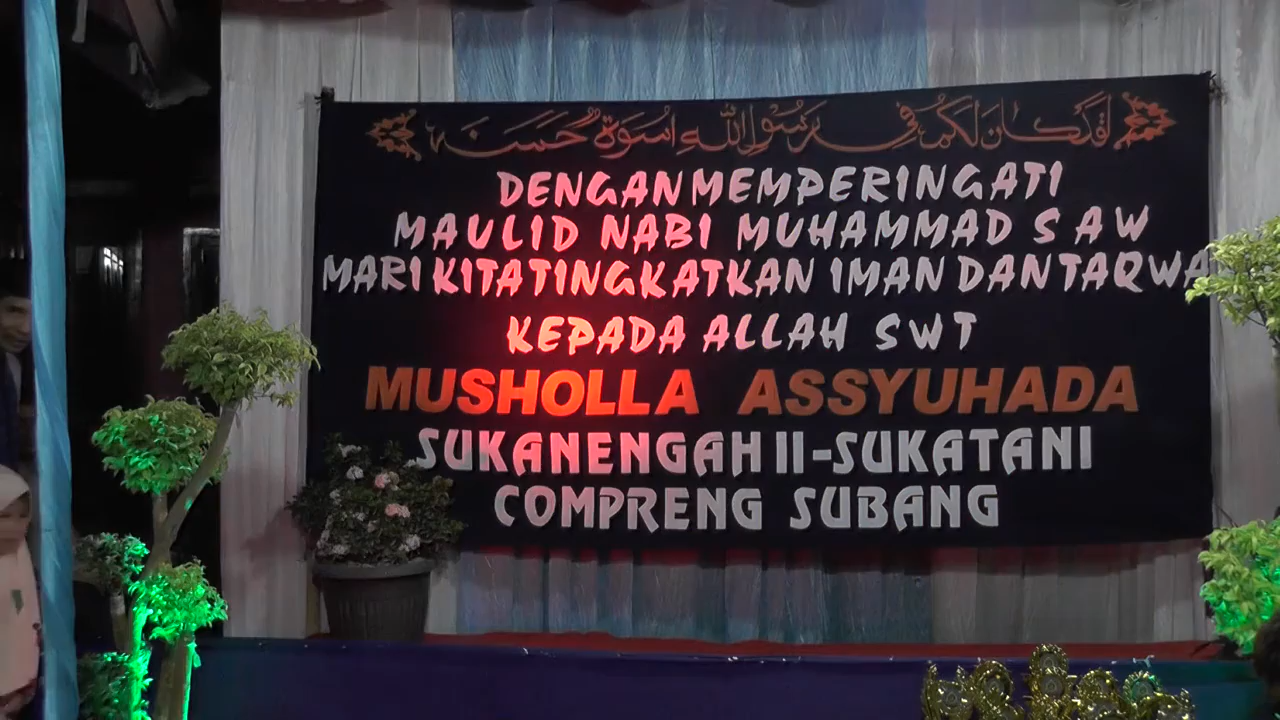 لقد كان لكم في رسول الله اسوة حسنة
DENGAN MEMPERINGATI
MAULID NABI MUHAMMAD SAW
MARI KITA TINGKATKAN IMAN DAN TAQWA
KEPADA ALLAH SWT
MUSHOLLA ASSYUHADA
SUKANENGAH II-SUKATANI
COMPRENG SUBANG